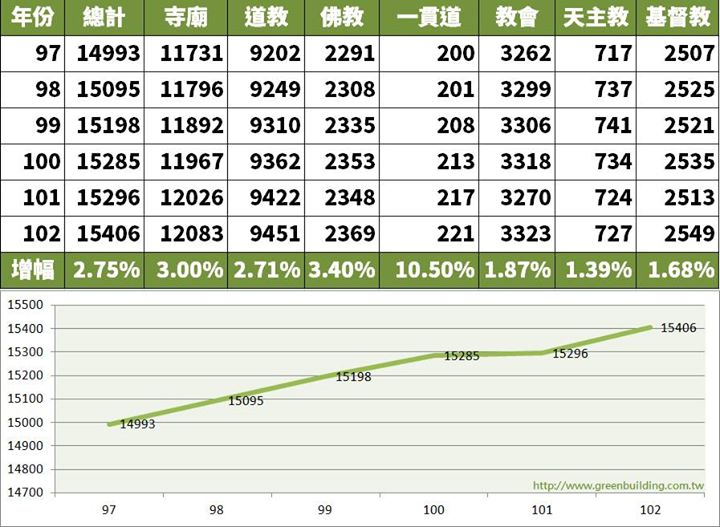 年份 總計 寺廟 道教 佛教 一貫道 教會 天主教 基督教
97 14993 11731 9202 2291 200 3262 717 2507
98 15095 11796 9249 2308 201 3299 737 2525
99 15198 11892 9310 2335 208 3306 741 2521
100 15285 11967 9362 2353 213 3318 734 2535
101 15296 12026 9422 2348 217 3270 724 2513
102 15406 12083 9451 2369 221 3323 727 2549
增幅 2.75% 3.00% 2.71% 3.40% 10.50% 1.87% 1.39% 1.68%
15500
15400
15300
15200
15100
15000
14900
14800
14700
14993
15095
15198
15285
15296
15406
http://www.greenbuilding.com.tw
97 98 99 100 101 102